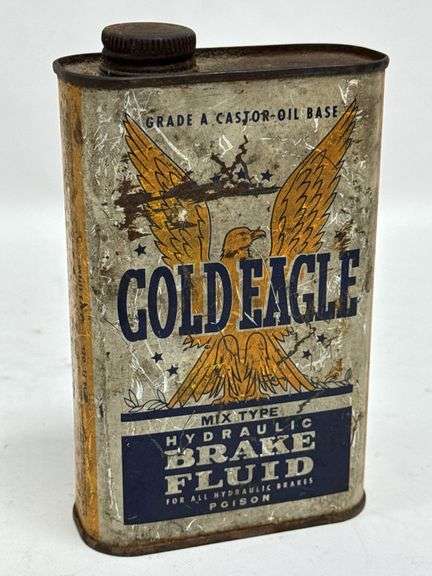 GRADE A CASTOR-OIL BASE
GOLD EAGLE
MIX TYPE
HYDRAULIC
BRAKE
FLUID
FOR ALL HYDRAULIC BRAKES
POISON